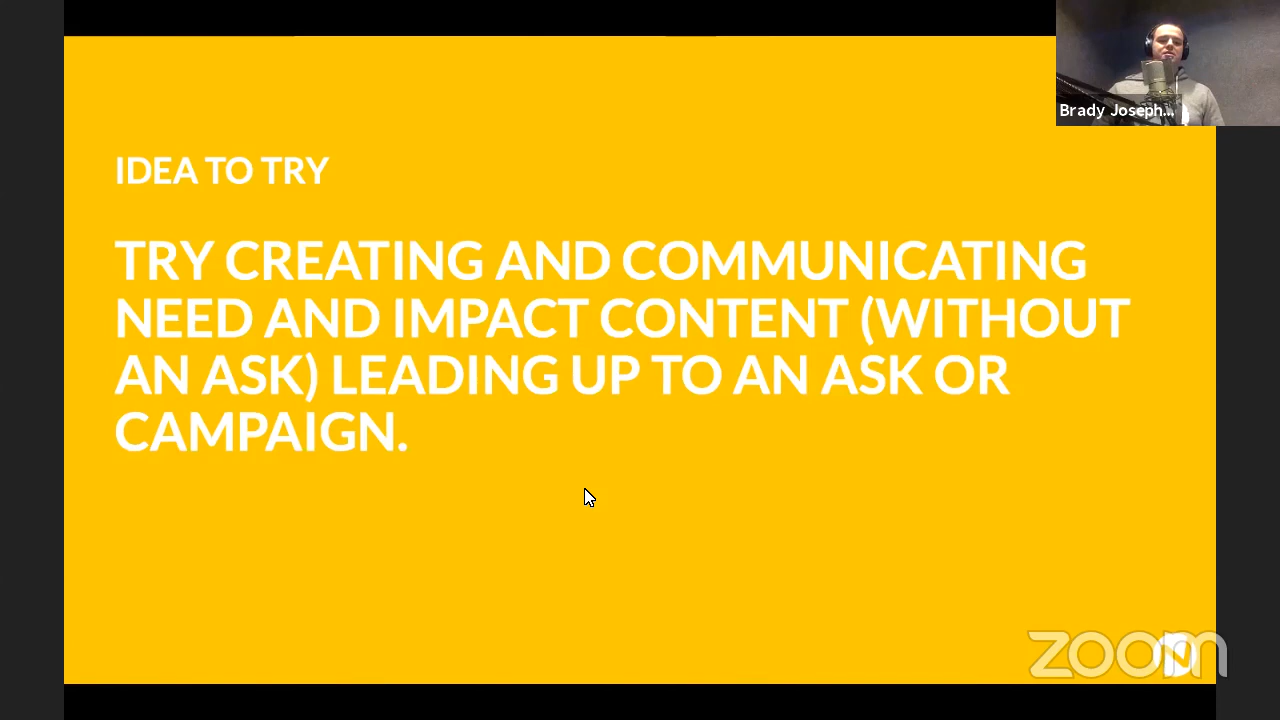 Brady Joseph...
IDEA TO TRY
TRY CREATING AND COMMUNICATING
NEED AND IMPACT CONTENT (WITHOUT
AN ASK) LEADING UP TO AN ASK OR
CAMPAIGN.
zoom
N